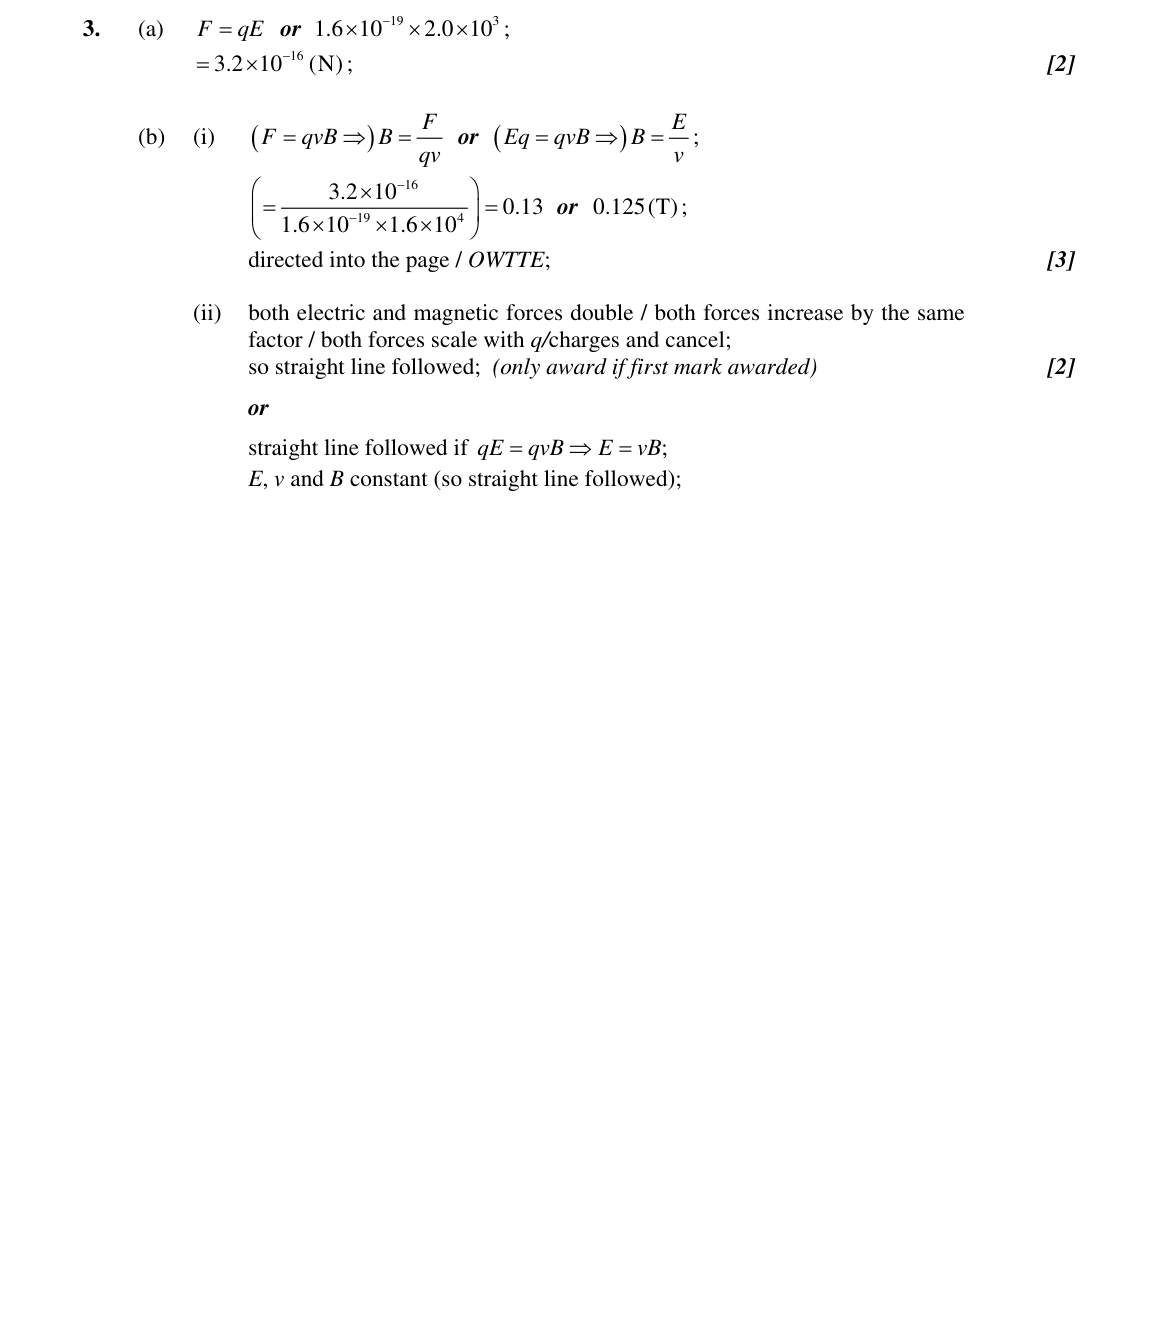 3. (a) F = qE or 1.6×10⁻¹⁹ × 2.0×10³ ;
= 3.2×10⁻¹⁶ (N) ; [2]
(b) (i) (F = qvB ⇒) B = F/qv or (Eq = qvB ⇒) B = E/v ;
(= 3.2×10⁻¹⁶ / 1.6×10⁻¹⁹ ×1.6×10⁴) = 0.13 or 0.125 (T) ;
directed into the page / OWTTE; [3]
(ii) both electric and magnetic forces double / both forces increase by the same
factor / both forces scale with q/charges and cancel;
so straight line followed; (only award if first mark awarded) [2]
or
straight line followed if qE = qvB ⇒ E = vB;
E, v and B constant (so straight line followed);